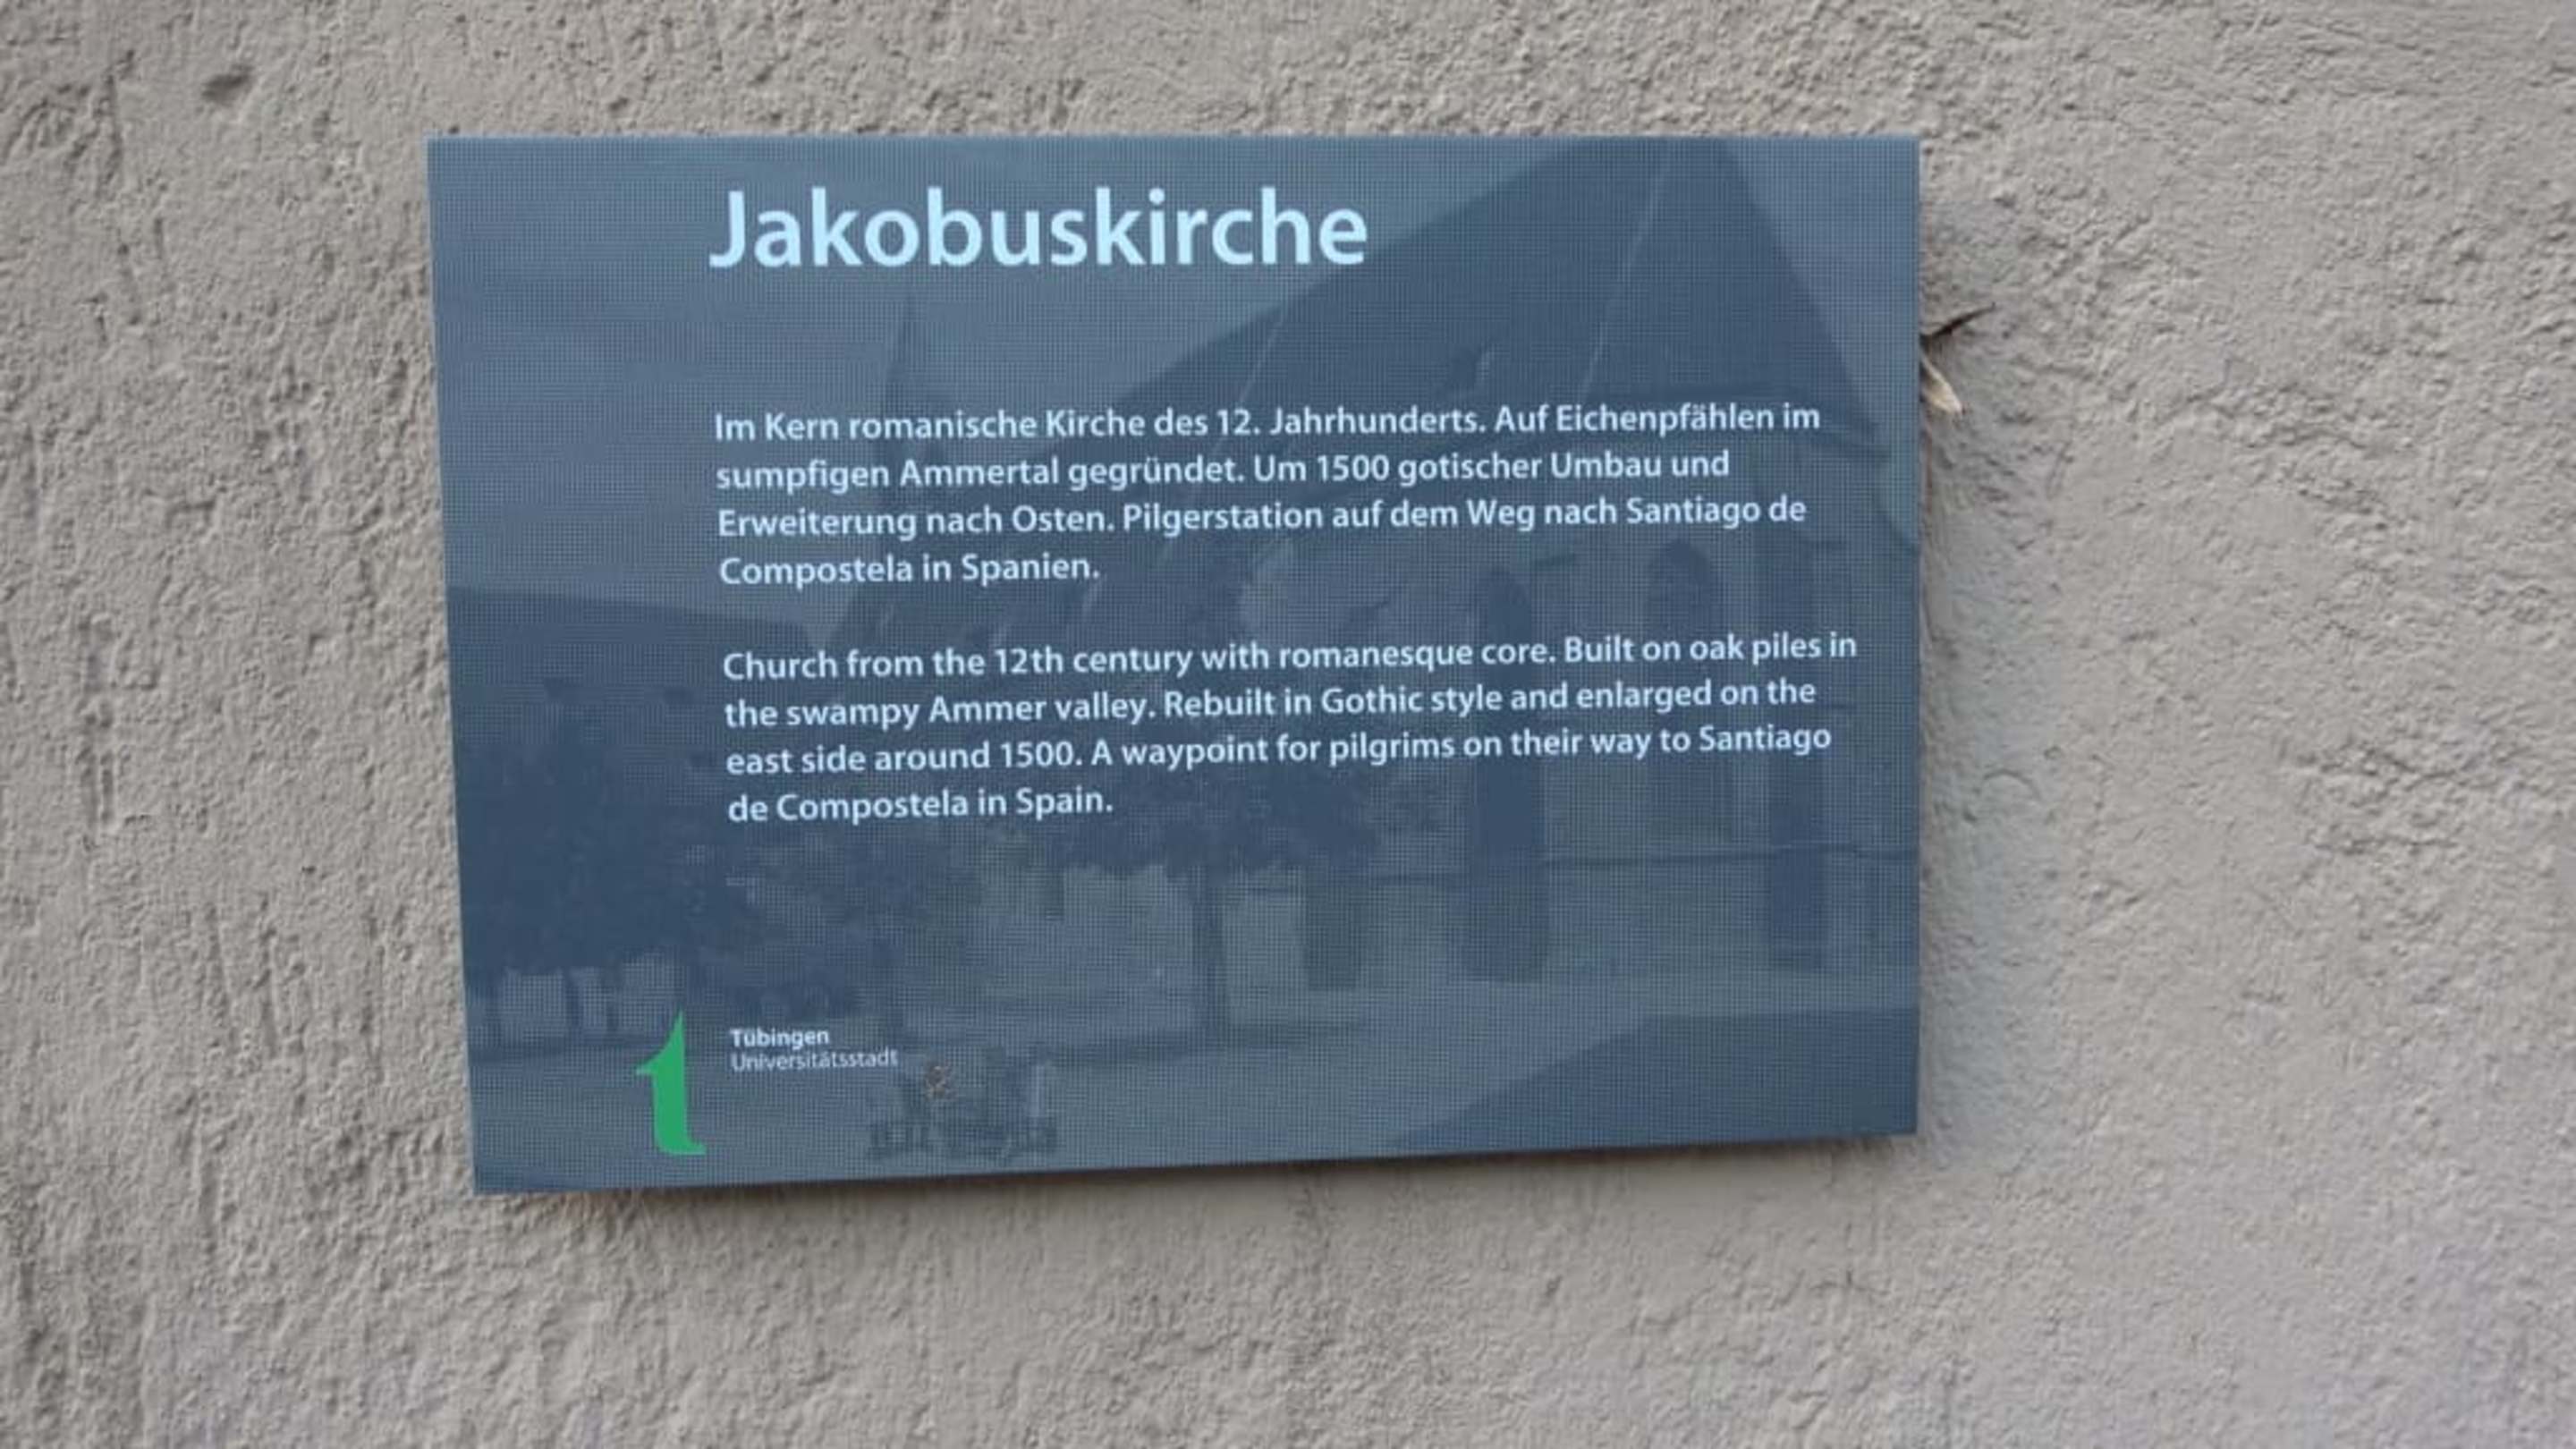 Jakobuskirche
Im Kern romanische Kirche des 12. Jahrhunderts. Auf Eichenpfählen im
sumpfigen Ammertal gegründet. Um 1500 gotischer Umbau und
Erweiterung nach Osten. Pilgerstation auf dem Weg nach Santiago de
Compostela in Spanien.
Church from the 12th century with romanesque core. Built on oak piles in
the swampy Ammer valley. Rebuilt in Gothic style and enlarged on the
east side around 1500. A waypoint for pilgrims on their way to Santiago
de Compostela in Spain.
t
Tübingen
Universitätsstadt